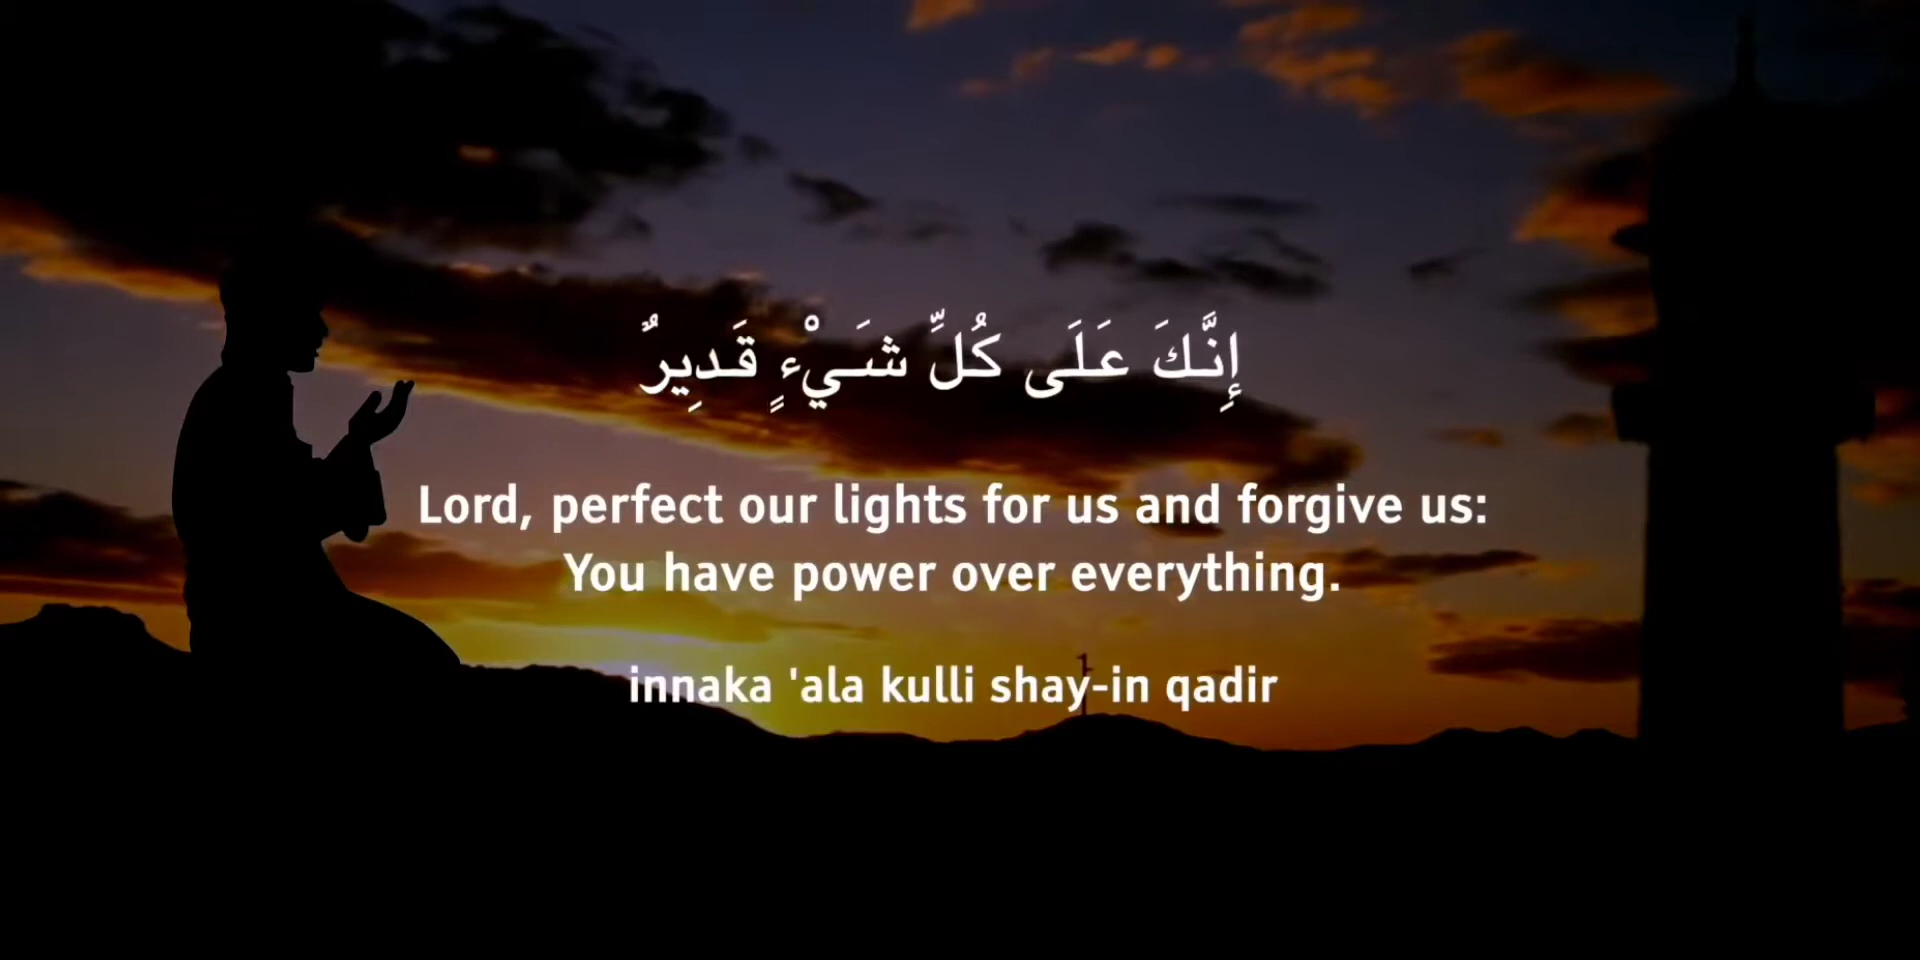 إِنَّكَ عَلَى كُلِّ شَيْءٍ قَدِيرٌ
Lord, perfect our lights for us and forgive us:
You have power over everything.
innaka 'ala kulli shay-in qadir